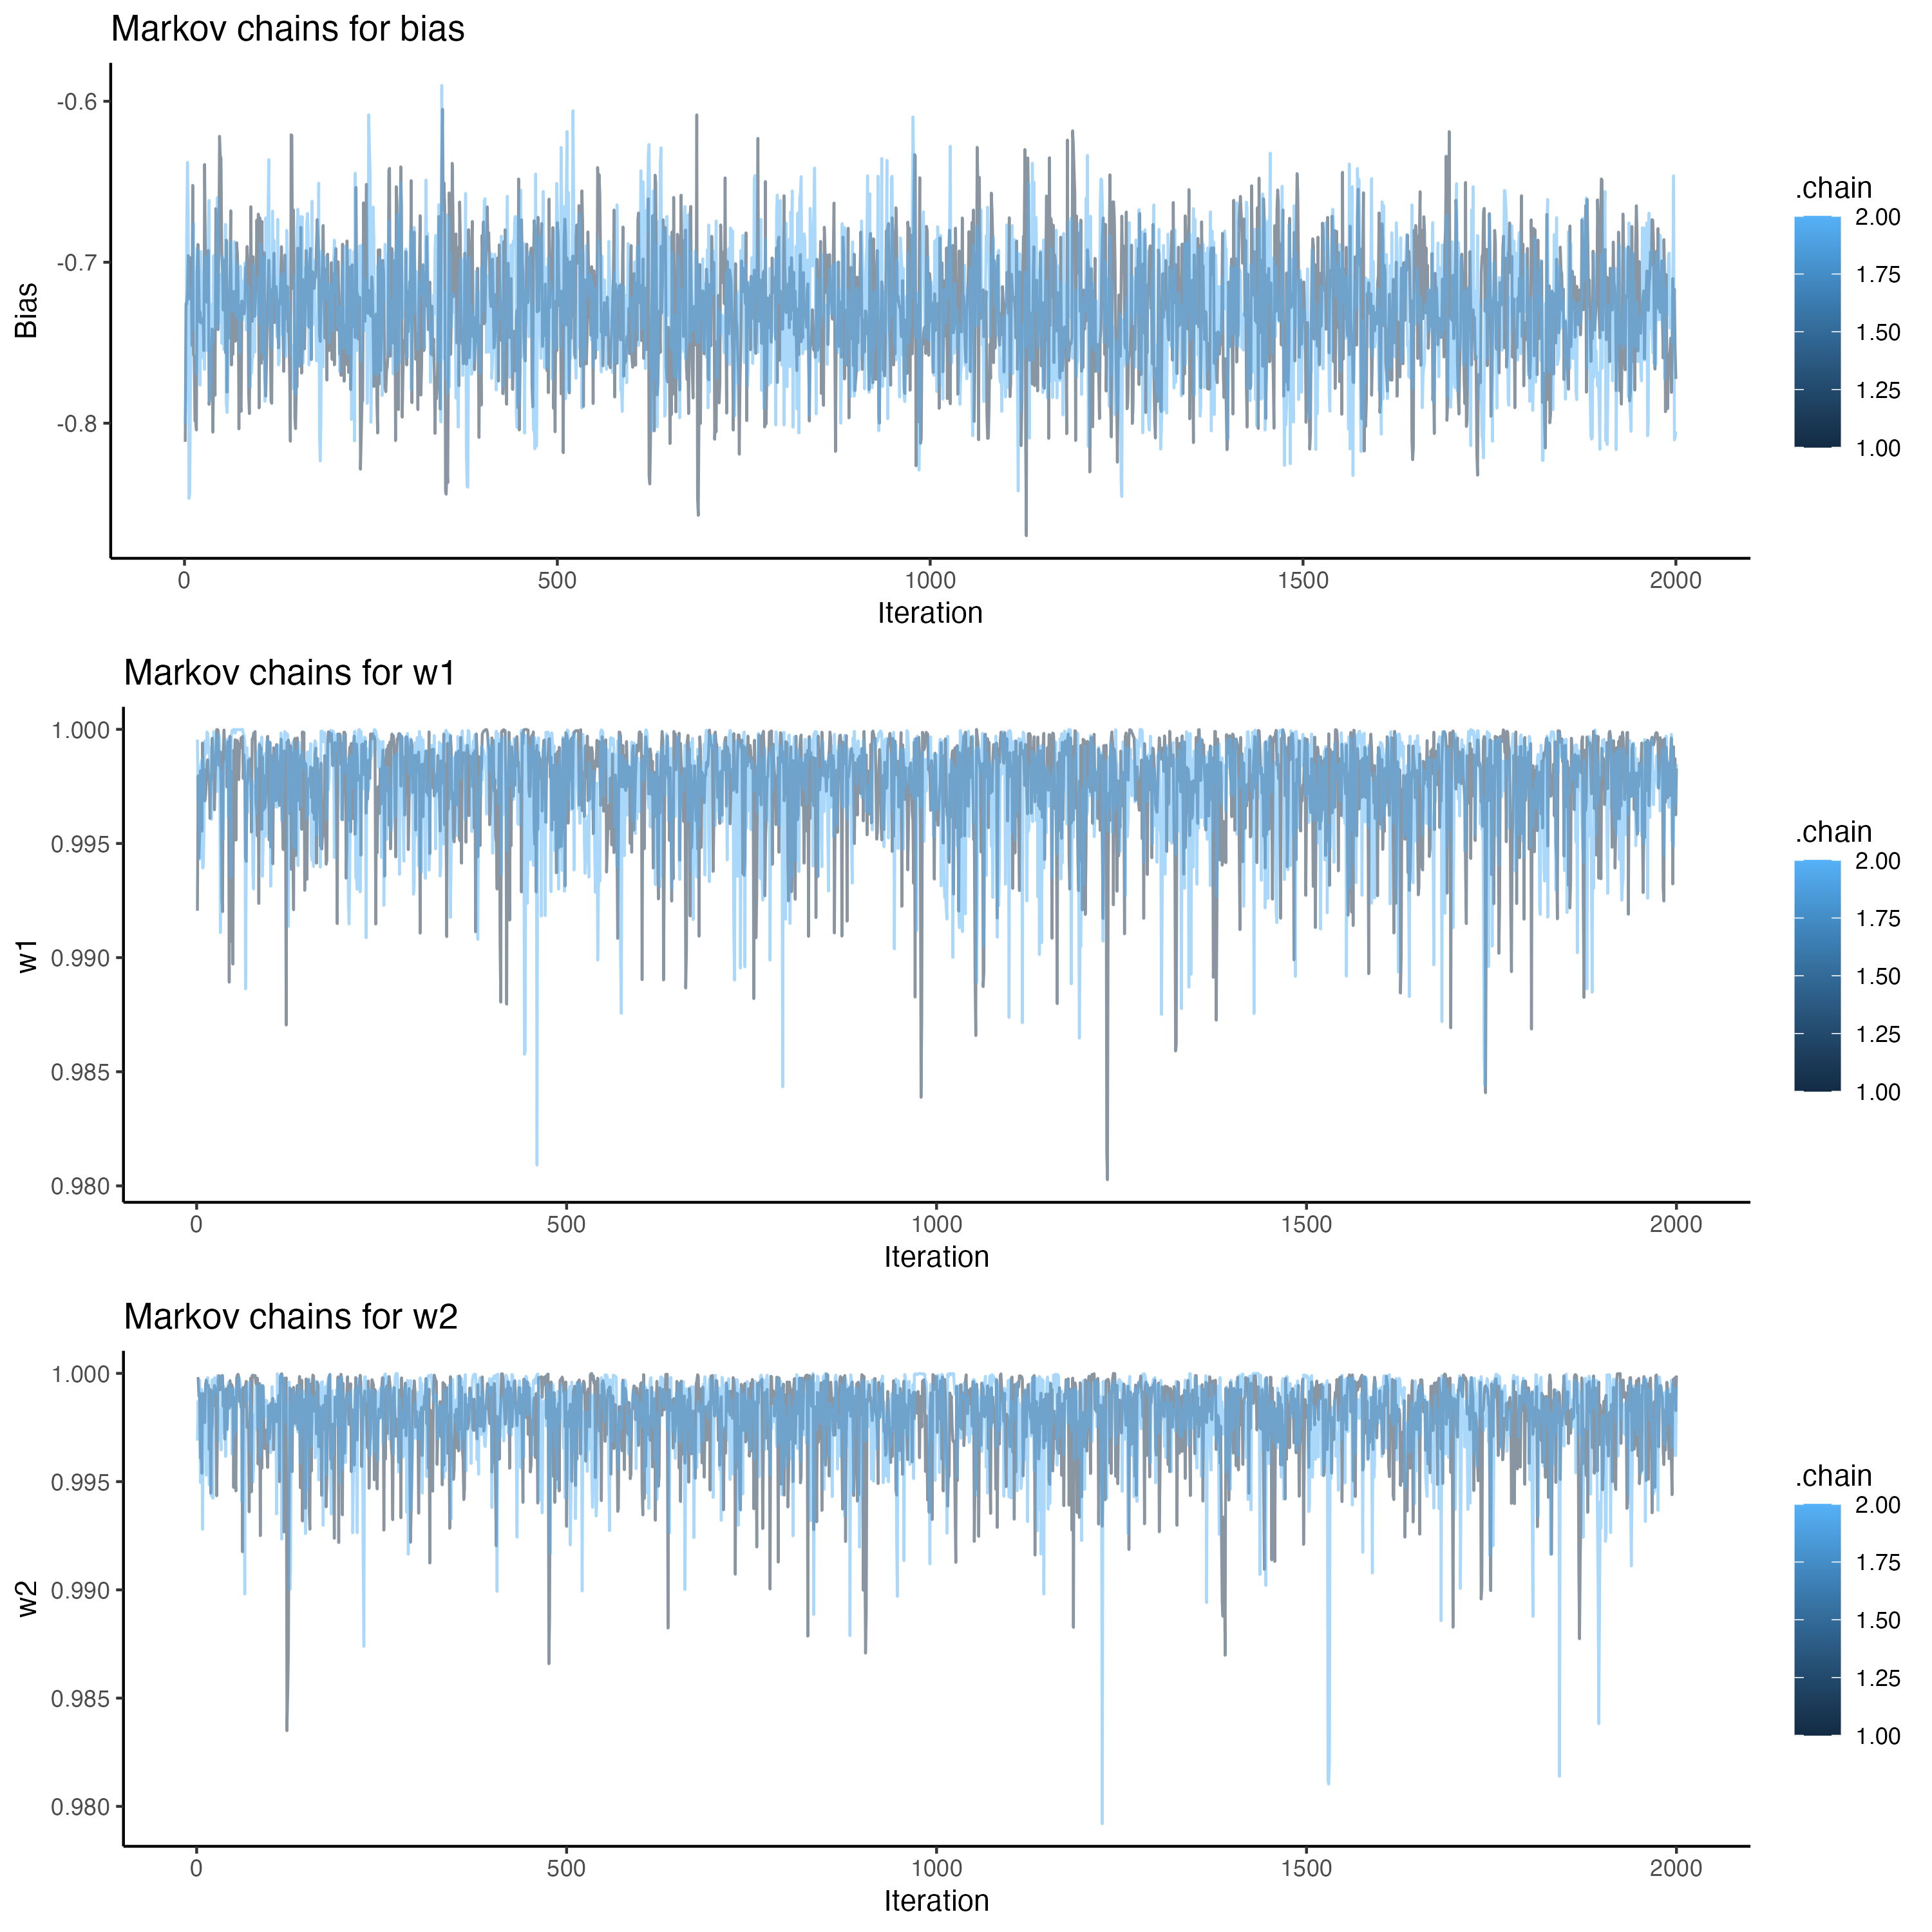 Markov chains for bias
-0.6
-0.7
-0.8
Bias
0 500 1000 1500 2000
Iteration
.chain
2.00
1.75
1.50
1.25
1.00
Markov chains for w1
1.000
0.995
0.990
0.985
0.980
w1
0 500 1000 1500 2000
Iteration
.chain
2.00
1.75
1.50
1.25
1.00
Markov chains for w2
1.000
0.995
0.990
0.985
0.980
w2
0 500 1000 1500 2000
Iteration
.chain
2.00
1.75
1.50
1.25
1.00